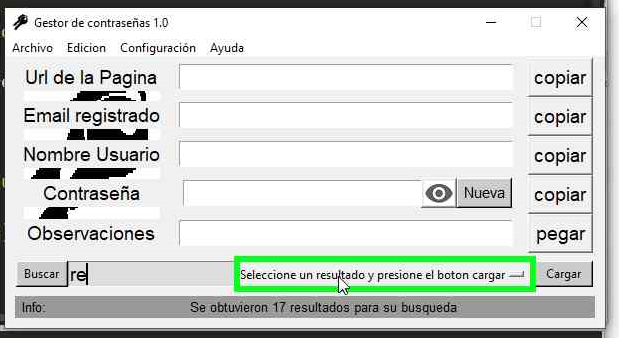 Gestor de contraseñas 1.0
Archivo Edicion Configuración Ayuda
Url de la Pagina copiar
Email registrado copiar
Nombre Usuario copiar
Contraseña Nueva copiar
Observaciones pegar
Buscar re Seleccione un resultado y presione el boton cargar Cargar
Info: Se obtuvieron 17 resultados para su busqueda